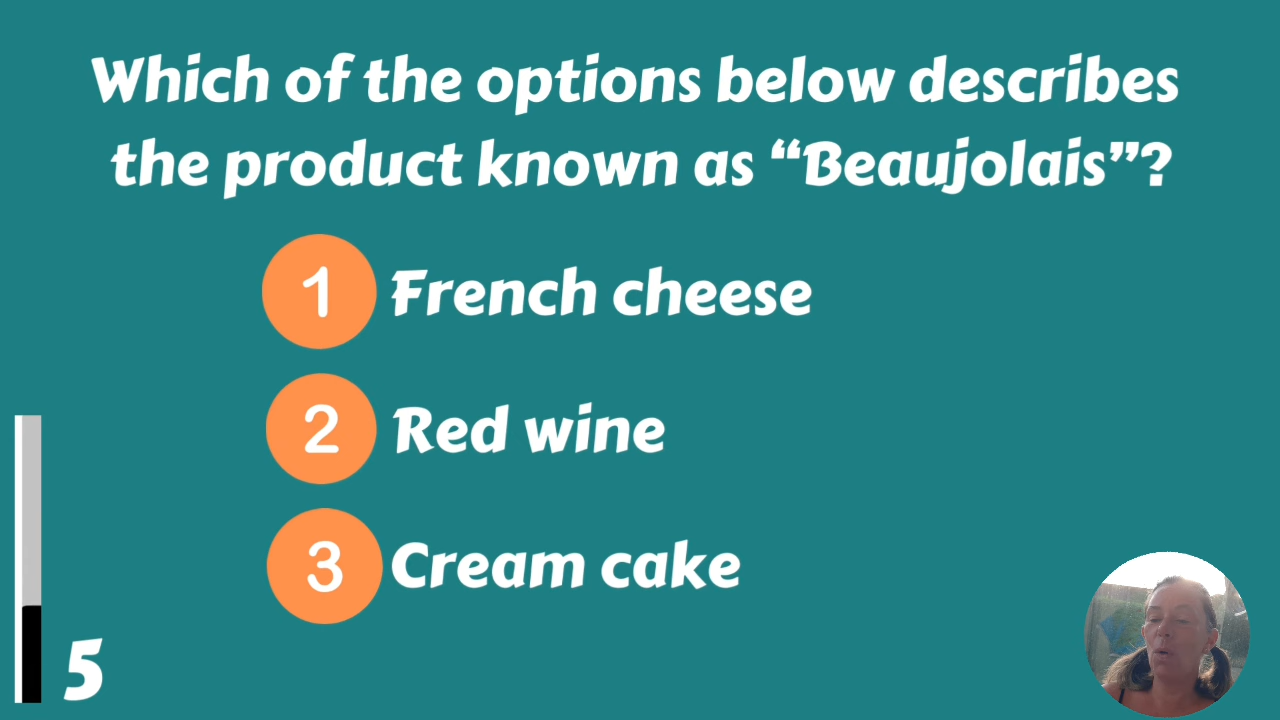 Which of the options below describes
the product known as “Beaujolais”?
1 French cheese
2 Red wine
3 Cream cake
5